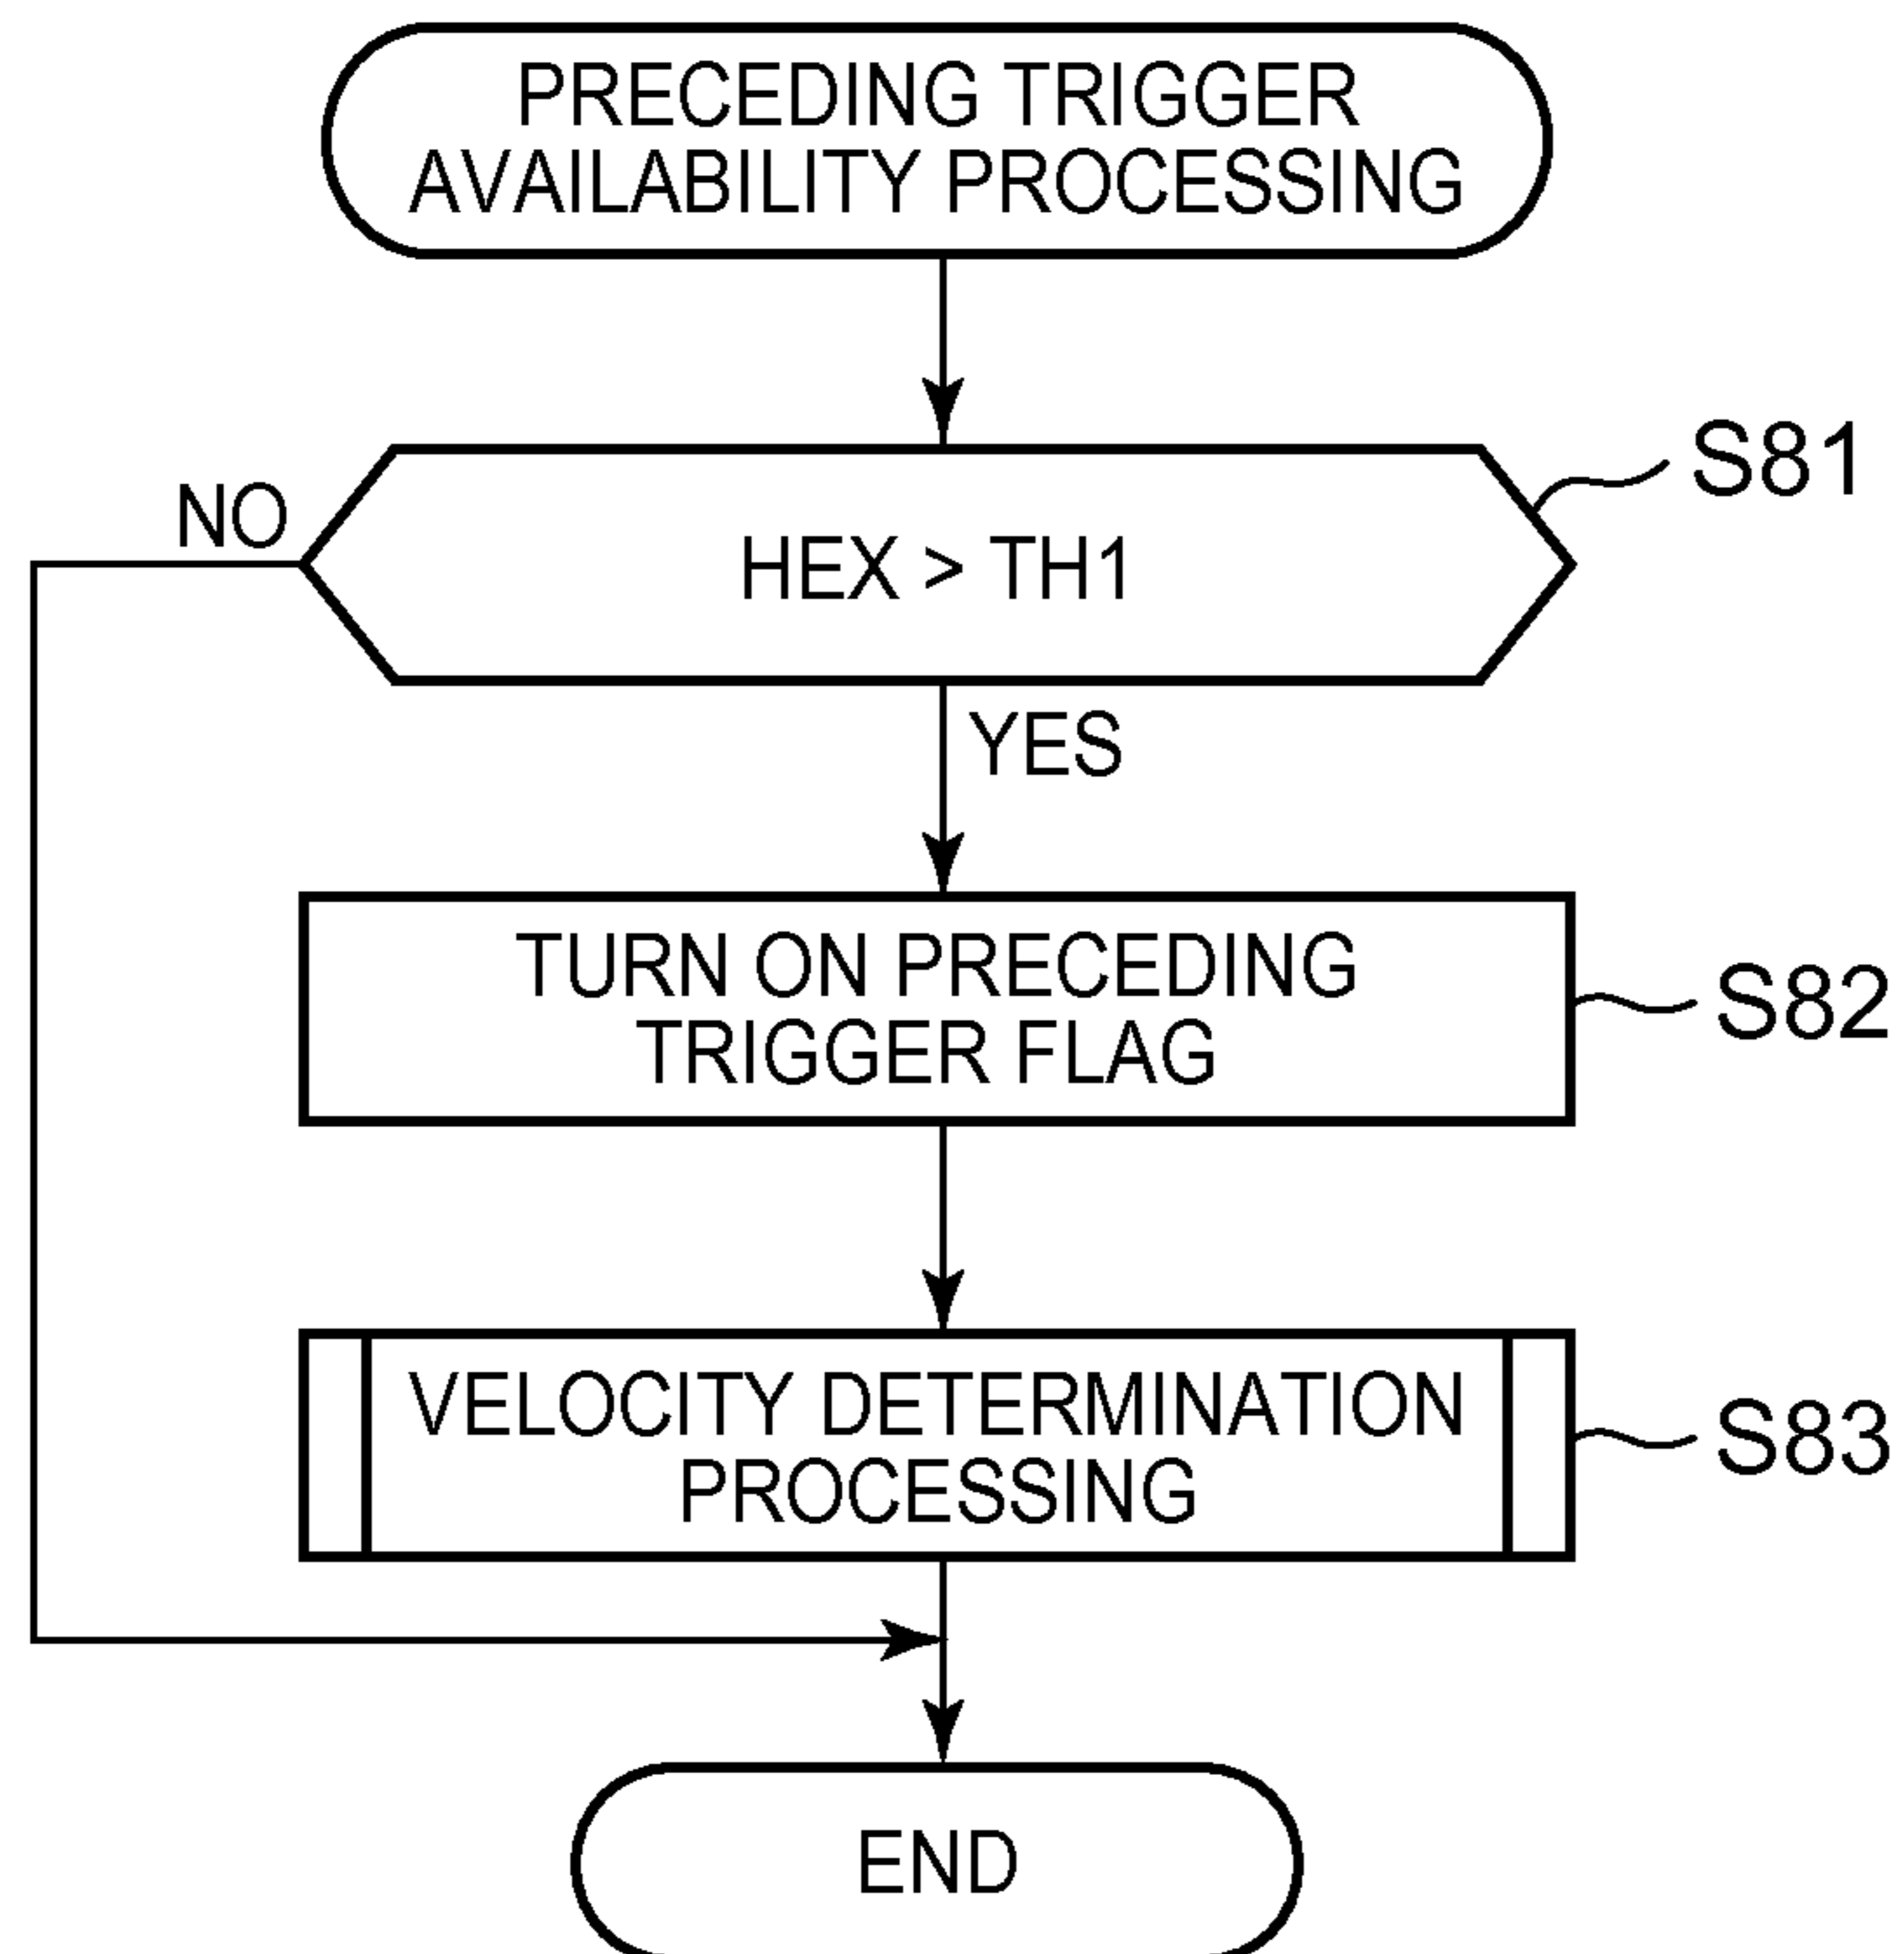 PRECEDING TRIGGER
AVAILABILITY PROCESSING
S81
NO
HEX > TH1
YES
TURN ON PRECEDING
TRIGGER FLAG
S82
VELOCITY DETERMINATION
PROCESSING
S83
END